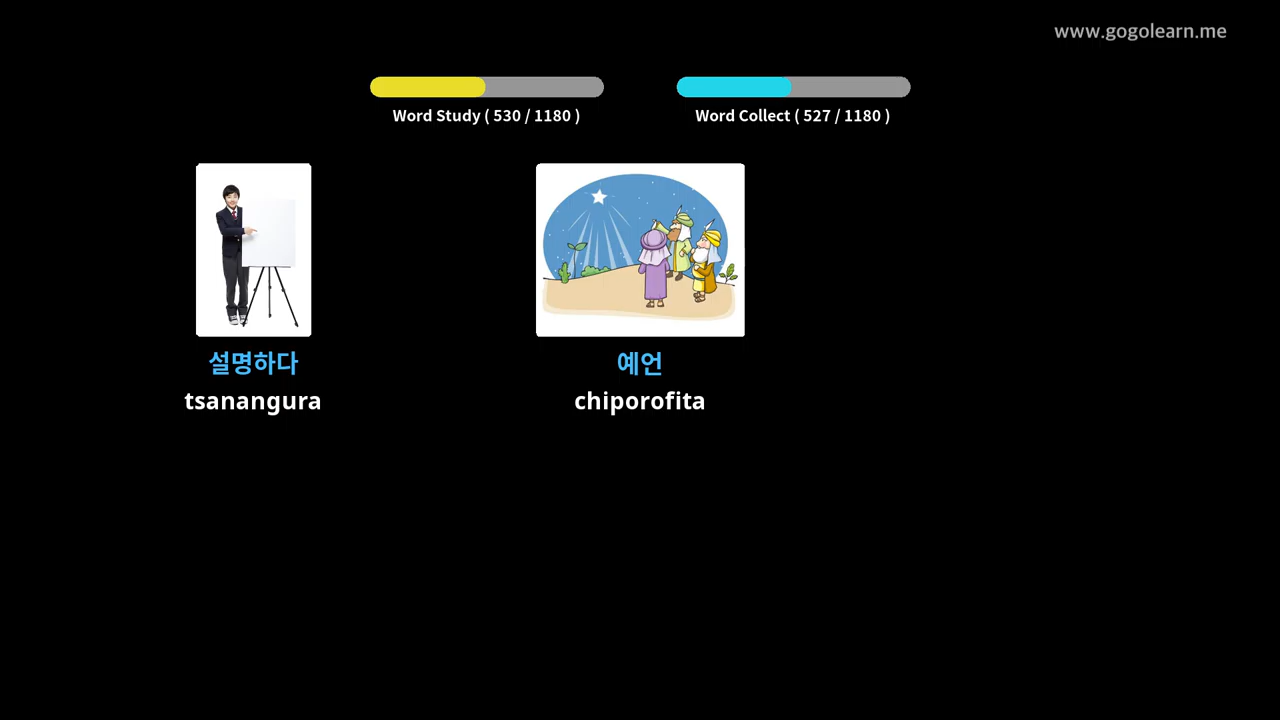 www.gogolearn.me
Word Study ( 530 / 1180 )
Word Collect ( 527 / 1180 )
설명하다
tsanangura
예언
chiporofita